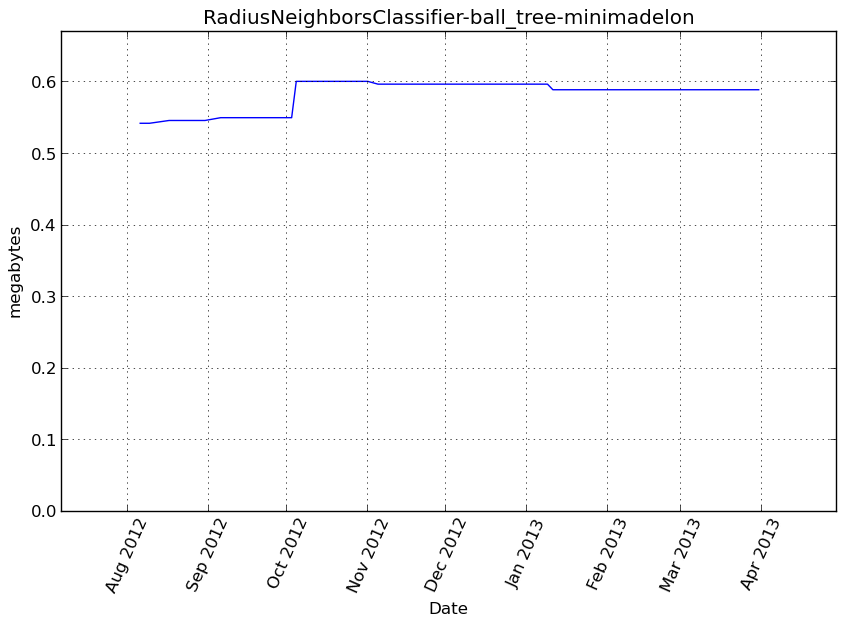 RadiusNeighborsClassifier-ball_tree-minimadelon
0.6
0.5
0.4
0.3
0.2
0.1
0.0
megabytes
Aug 2012
Sep 2012
Oct 2012
Nov 2012
Dec 2012
Jan 2013
Feb 2013
Mar 2013
Apr 2013
Date